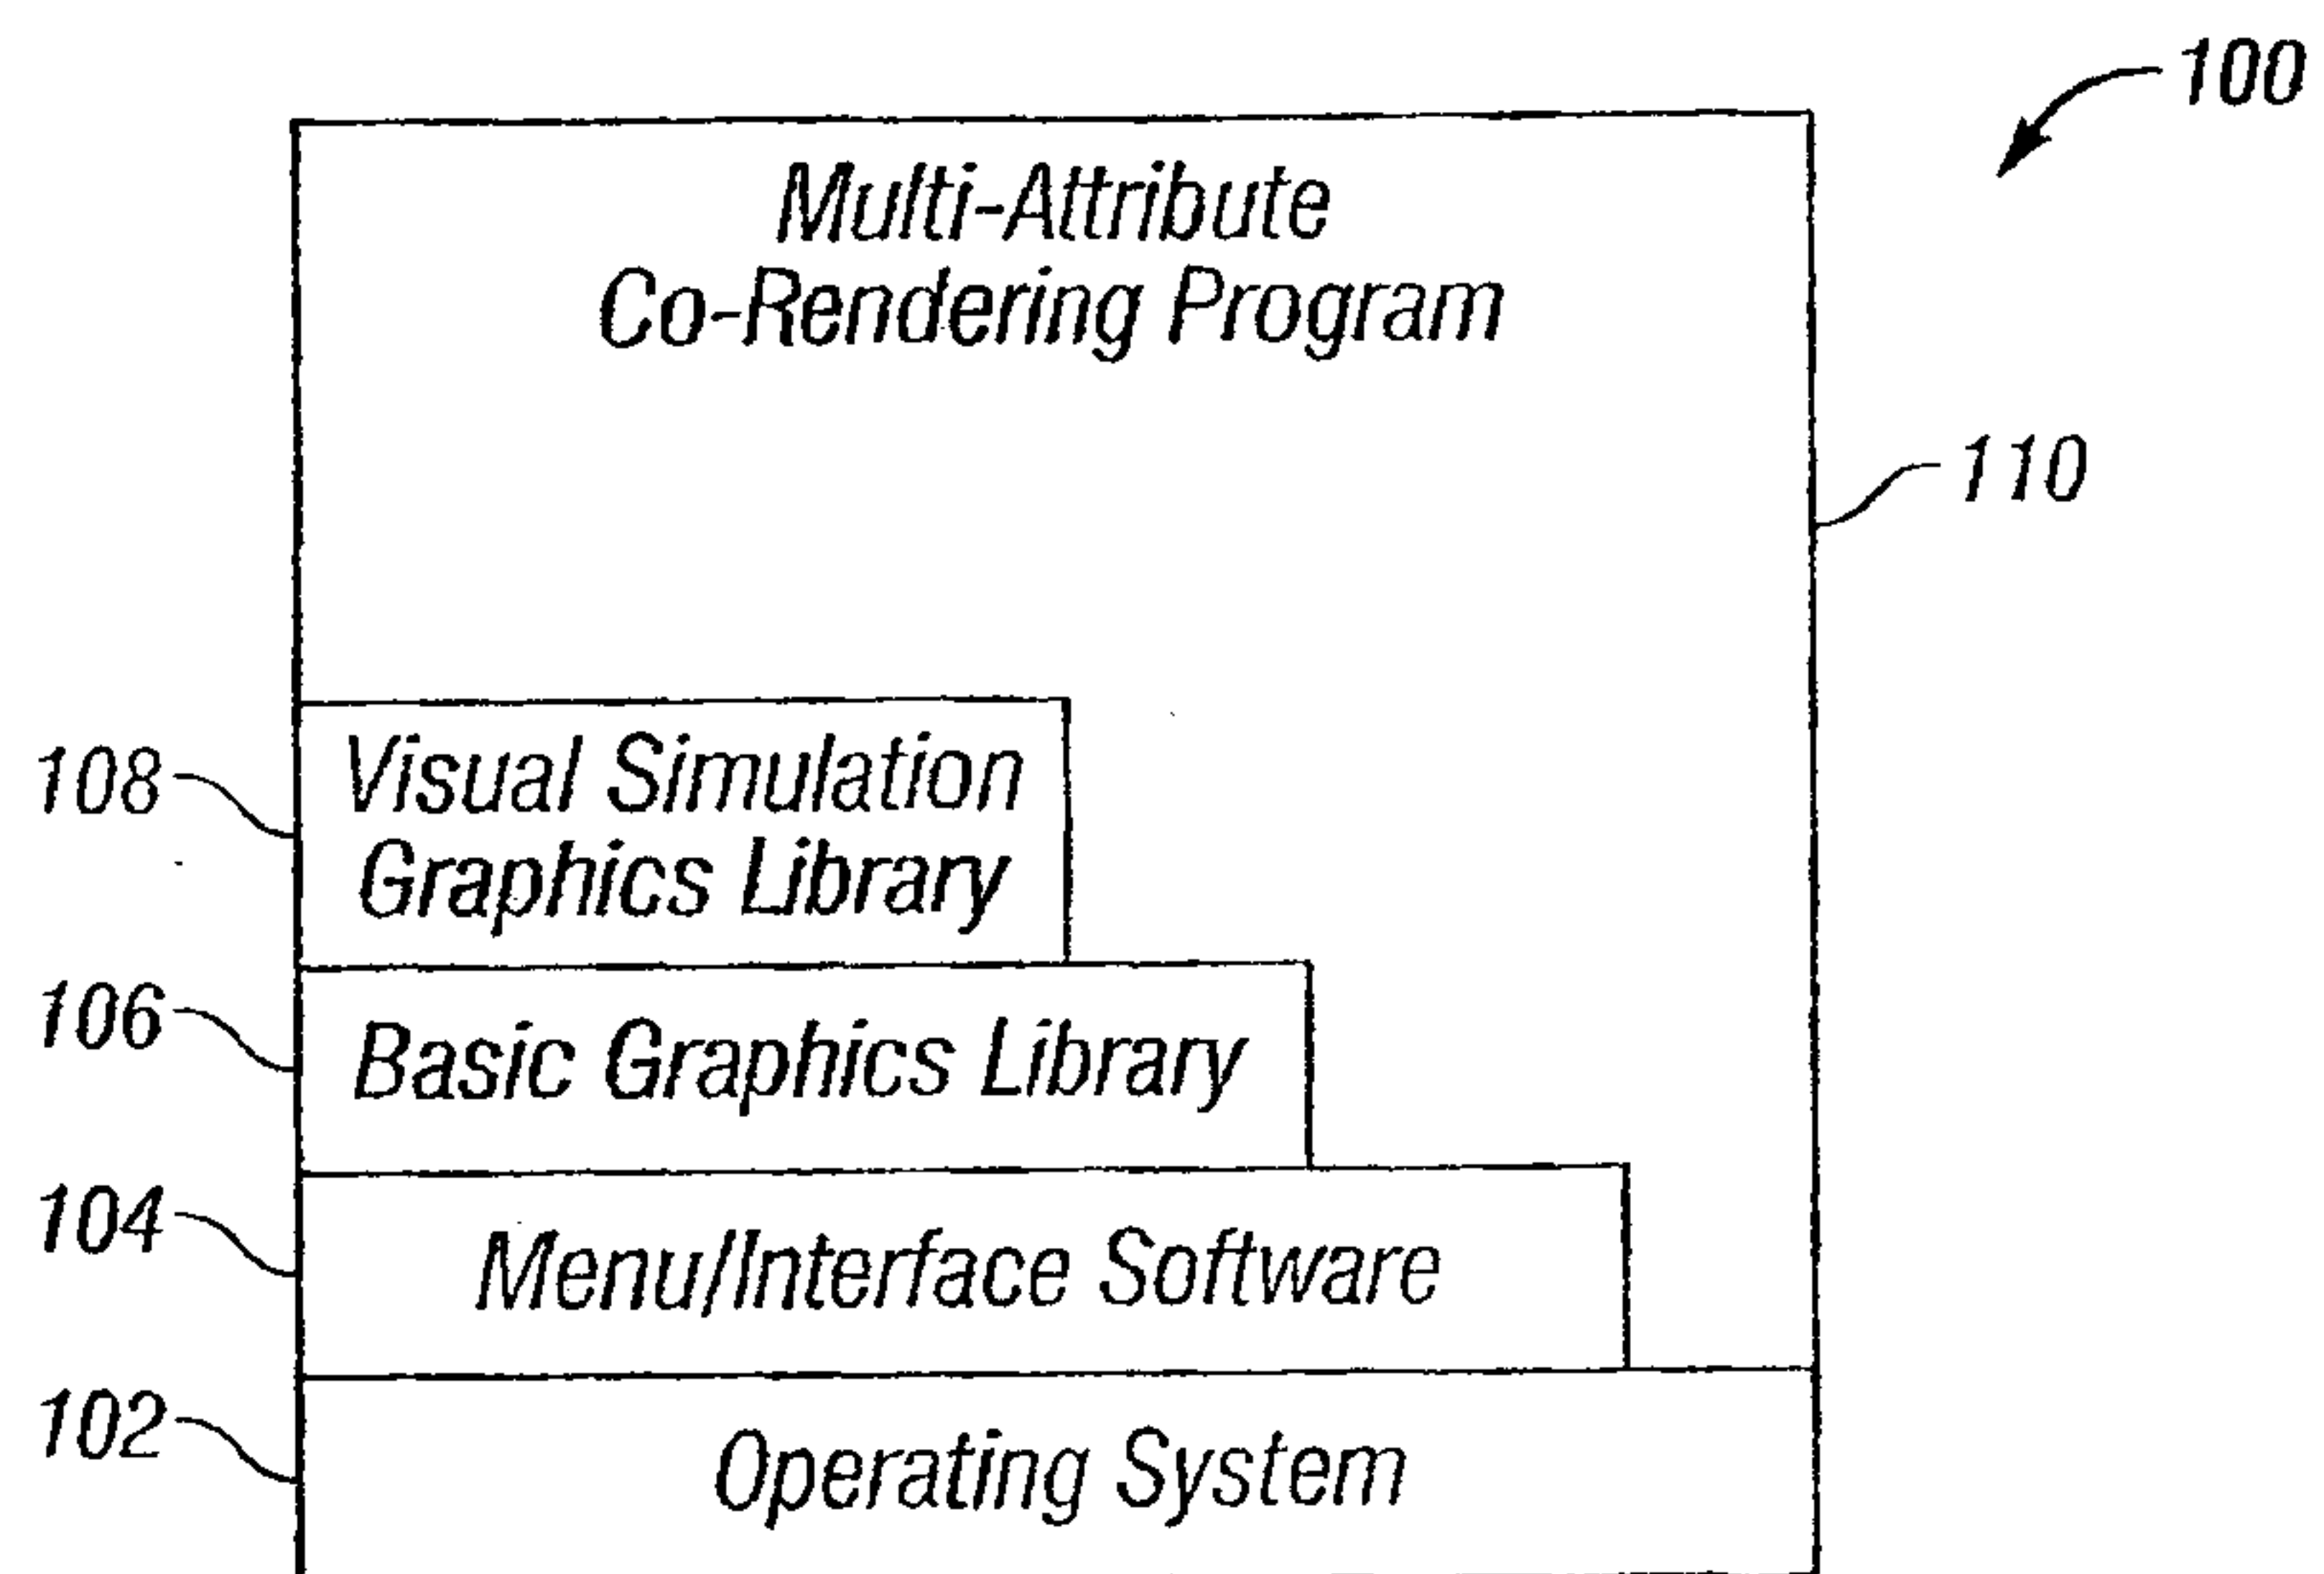 100
Multi-Attribute
Co-Rendering Program
110
108
Visual Simulation
Graphics Library
106
Basic Graphics Library
104
Menu/Interface Software
102
Operating System